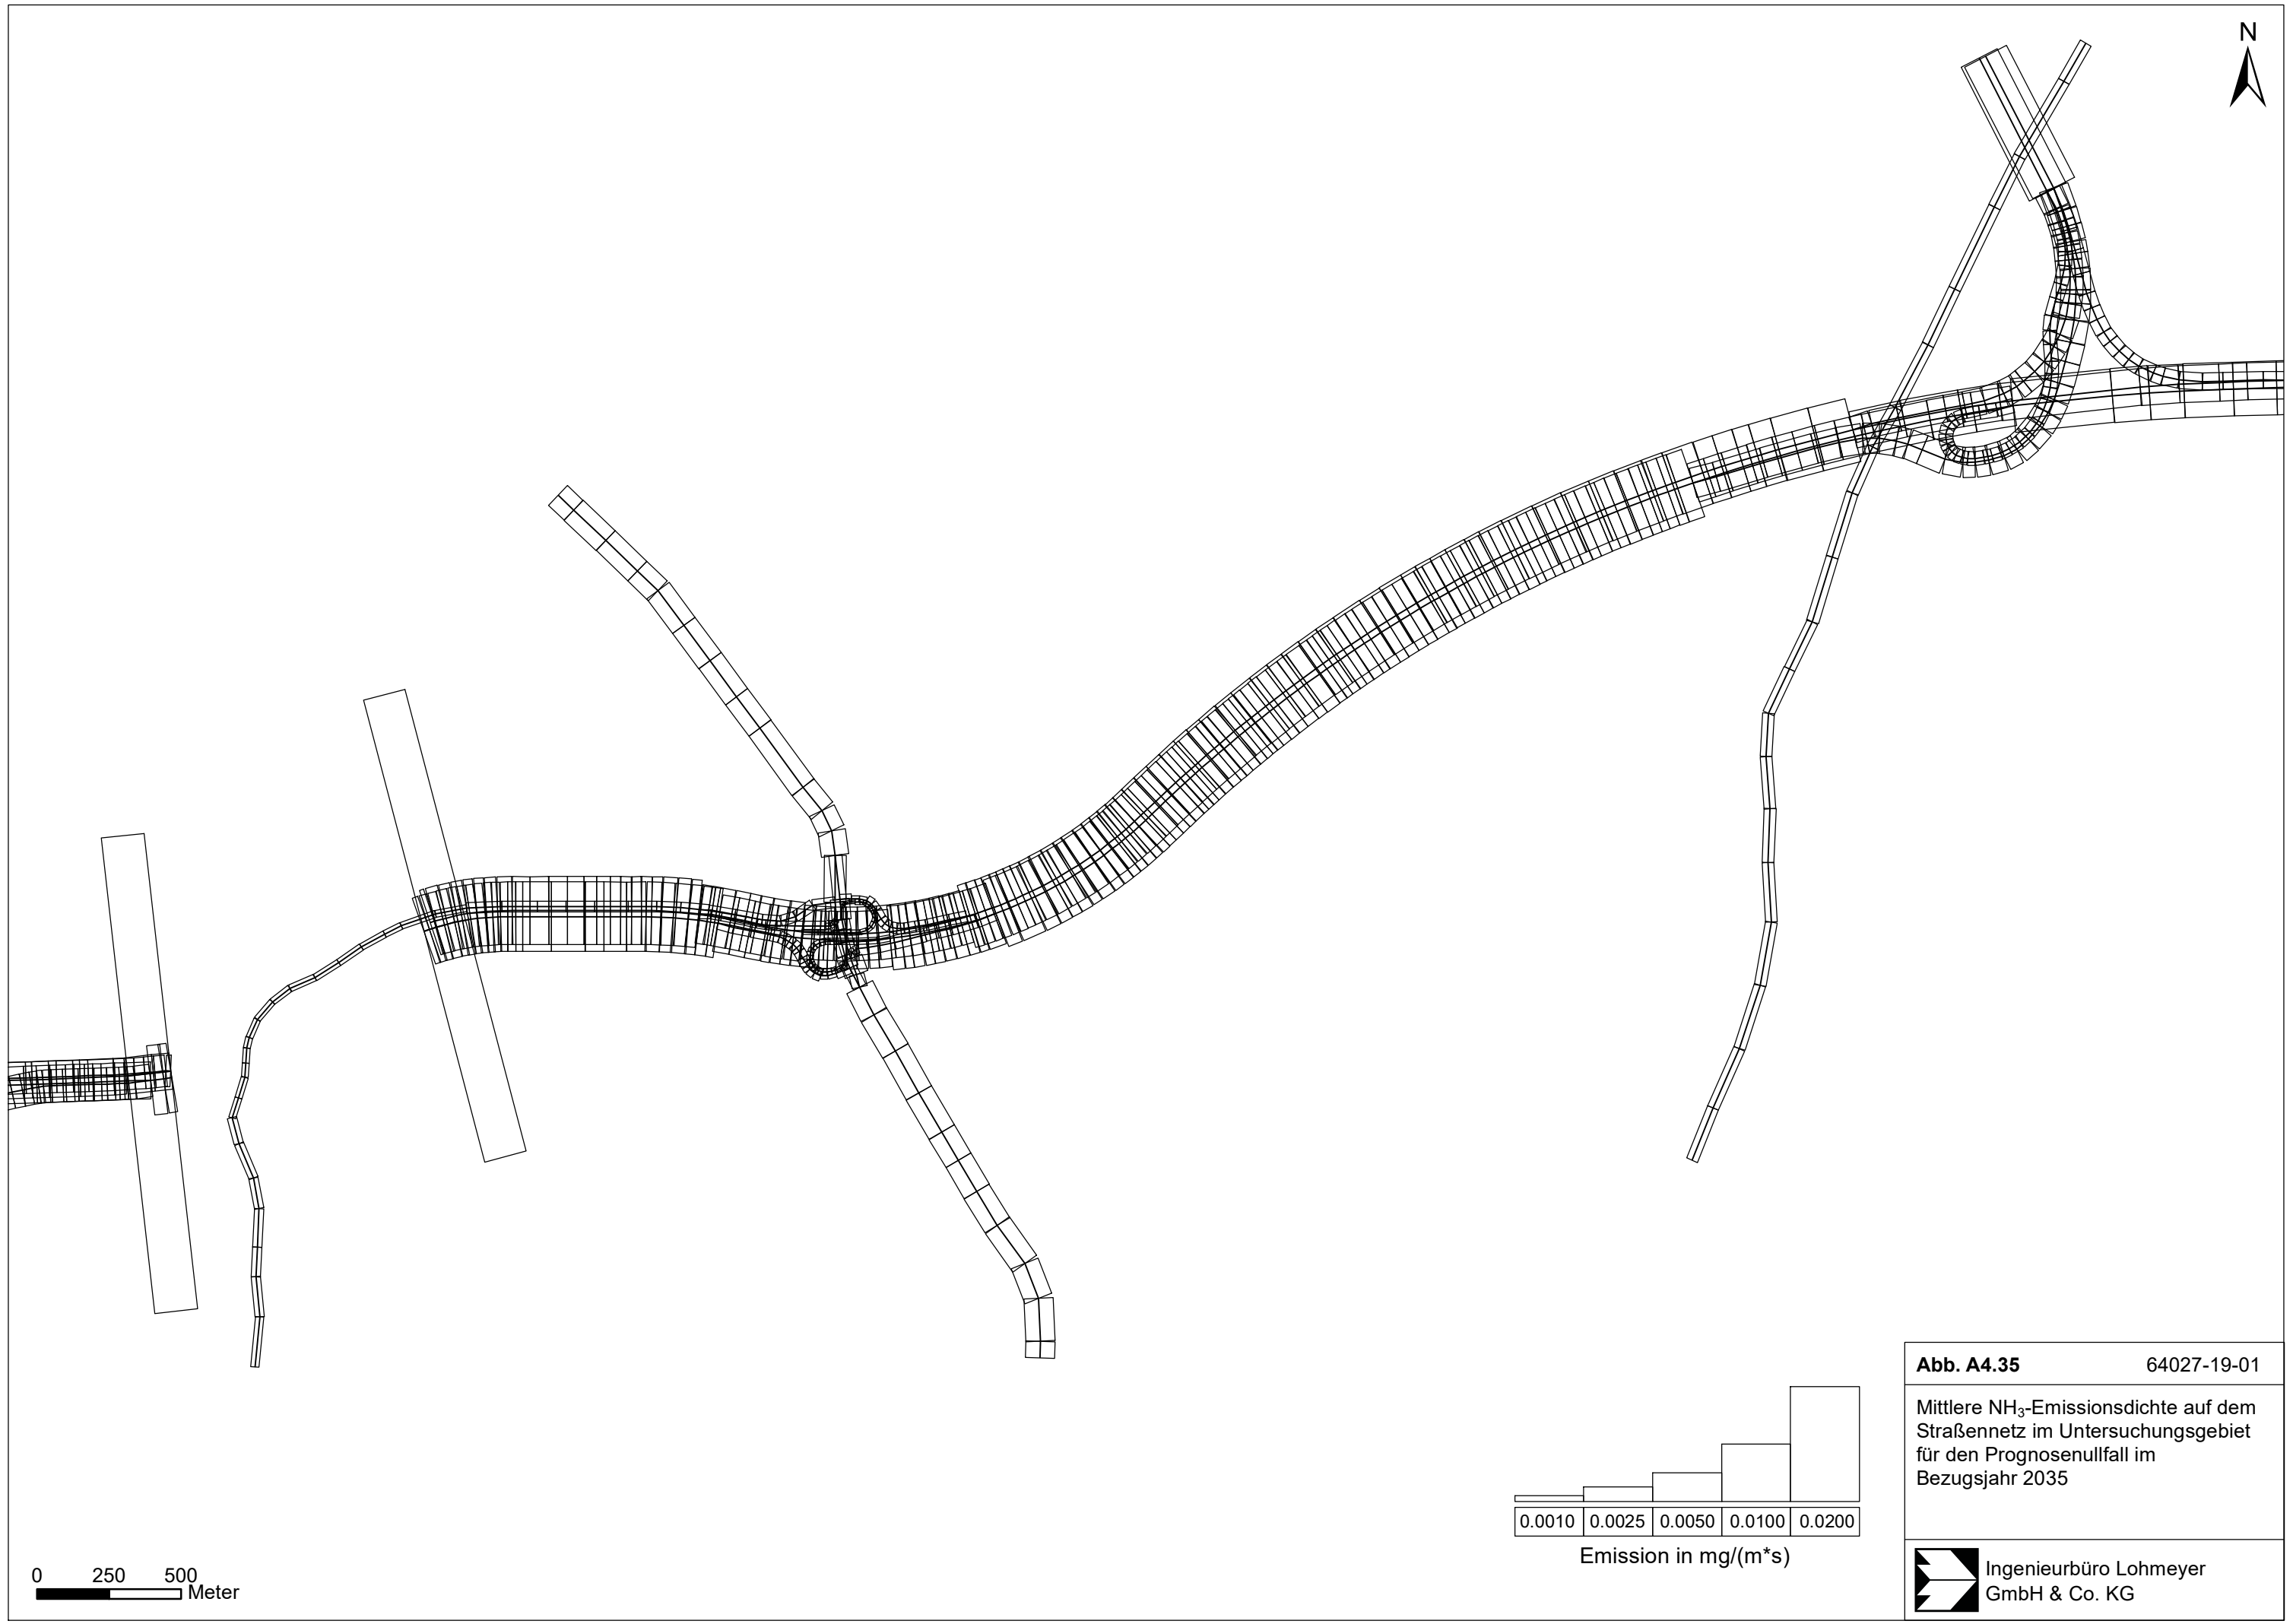 N
Abb. A4.35 64027-19-01
Mittlere NH₃-Emissionsdichte auf dem
Straßennetz im Untersuchungsgebiet
für den Prognosenullfall im
Bezugsjahr 2035
0.0010 0.0025 0.0050 0.0100 0.0200
Emission in mg/(m*s)
0 250 500
Meter
Ingenieurbüro Lohmeyer
GmbH & Co. KG